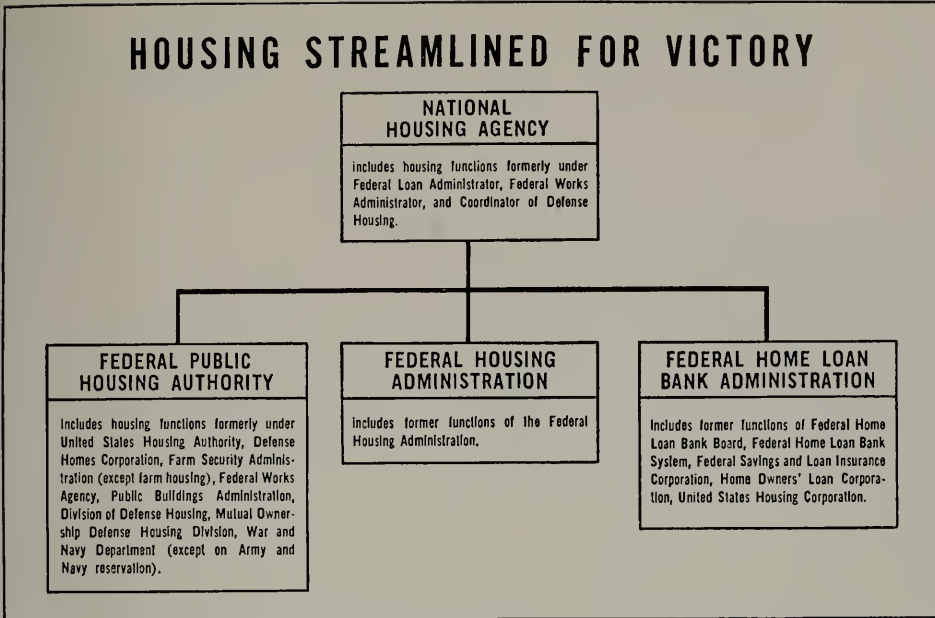 HOUSING STREAMLINED FOR VICTORY
NATIONAL
HOUSING AGENCY
includes housing functions formerly under
Federal Loan Administrator, Federal Works
Administrator, and Coordinator of Defense
Housing.
FEDERAL PUBLIC
HOUSING AUTHORITY
Includes housing functions formerly under
United States Housing Authority, Defense
Homes Corporation, Farm Security Adminis-
tration (except farm housing), Federal Works
Agency, Public Buildings Administration,
Division of Defense Housing, Mutual Owner-
ship Defense Housing Division, War and
Navy Department (except on Army and
Navy reservation).
FEDERAL HOUSING
ADMINISTRATION
includes former functions of the Federal
Housing Administration.
FEDERAL HOME LOAN
BANK ADMINISTRATION
Includes former functions of Federal Home
Loan Bank Board, Federal Home Loan Bank
System, Federal Savings and Loan Insurance
Corporation, Home Owners' Loan Corpora-
tion, United States Housing Corporation.